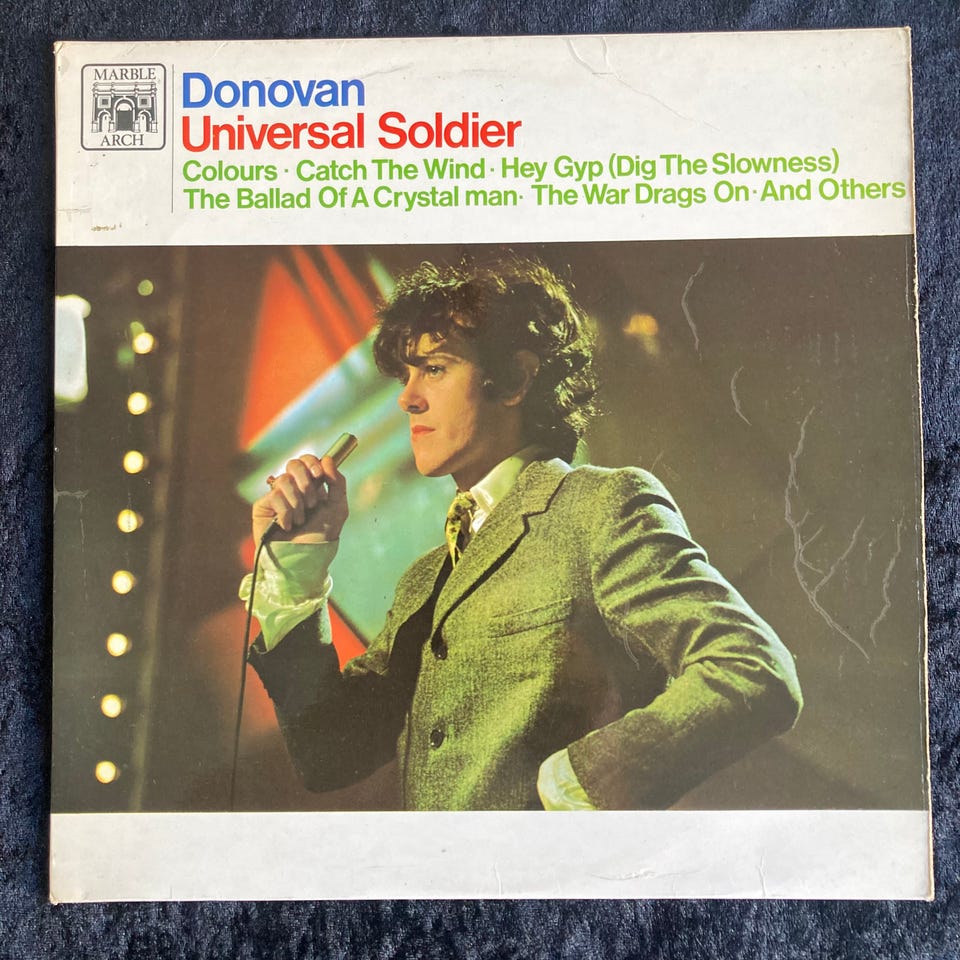 MARBLE
ARCH
Donovan
Universal Soldier
Colours · Catch The Wind · Hey Gyp (Dig The Slowness)
The Ballad Of A Crystal man · The War Drags On · And Others